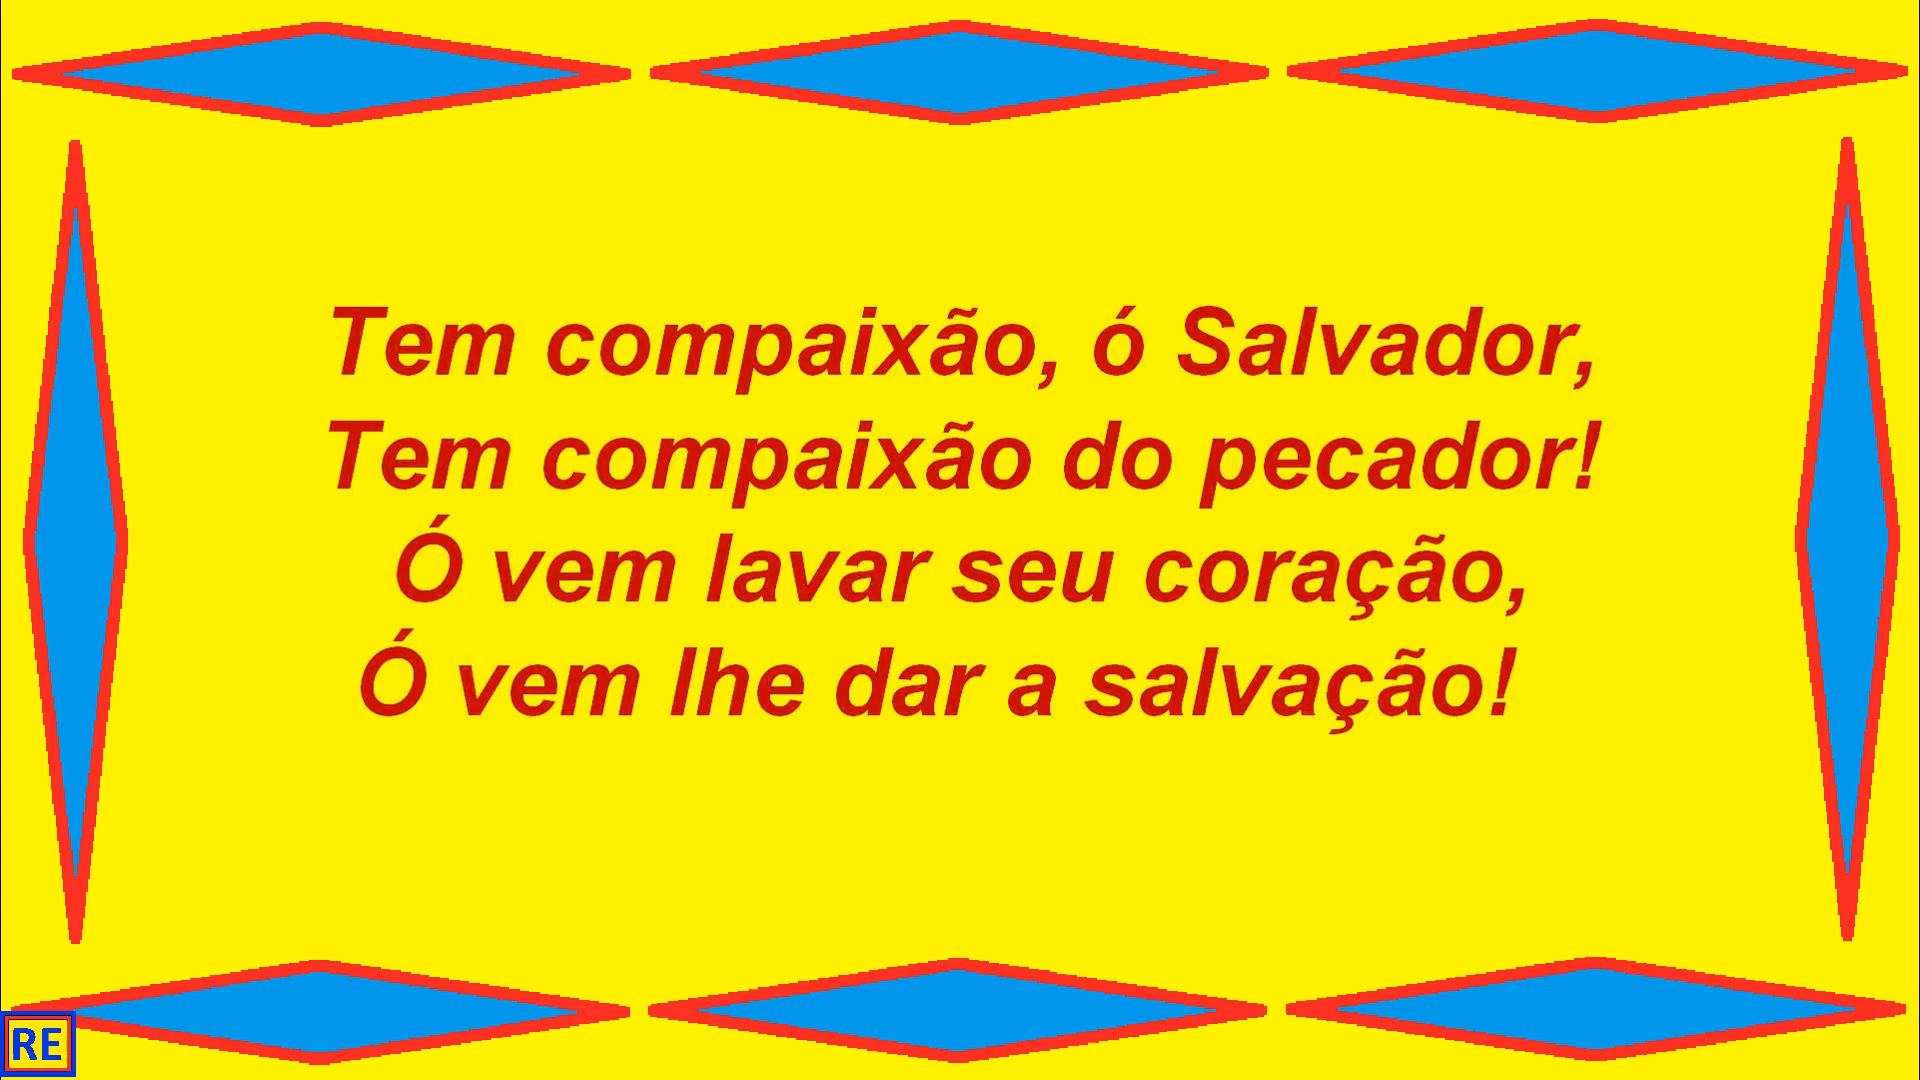 Tem compaixão, ó Salvador,
Tem compaixão do pecador!
Ó vem lavar seu coração,
Ó vem lhe dar a salvação!
RE